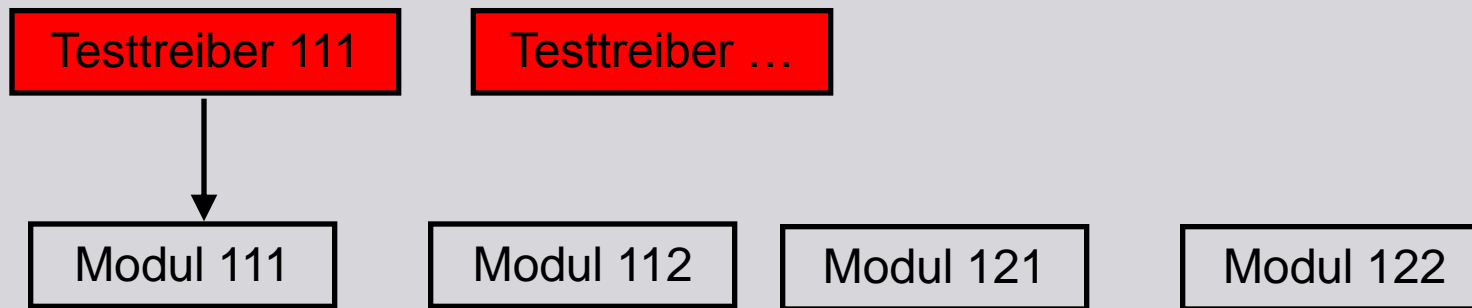 Testtreiber 111
Testtreiber …
Modul 111
Modul 112
Modul 121
Modul 122